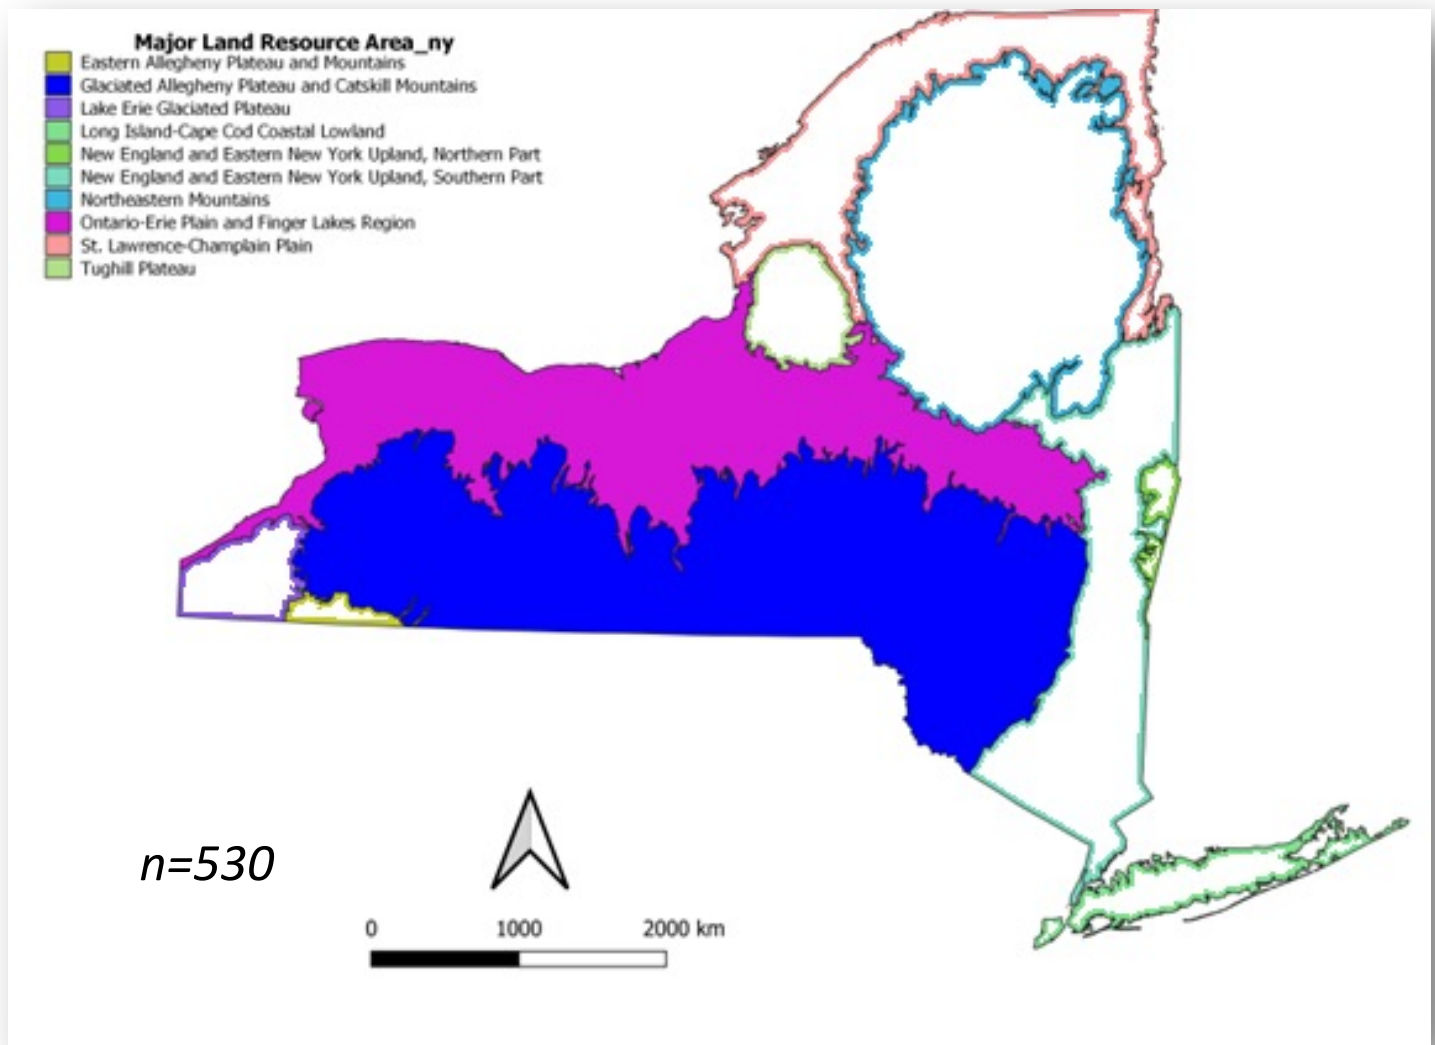 Major Land Resource Area_ny
Eastern Allegheny Plateau and Mountains
Glaciated Allegheny Plateau and Catskill Mountains
Lake Erie Glaciated Plateau
Long Island-Cape Cod Coastal Lowland
New England and Eastern New York Upland, Northern Part
New England and Eastern New York Upland, Southern Part
Northeastern Mountains
Ontario-Erie Plain and Finger Lakes Region
St. Lawrence-Champlain Plain
Tughill Plateau
n=530
0 1000 2000 km